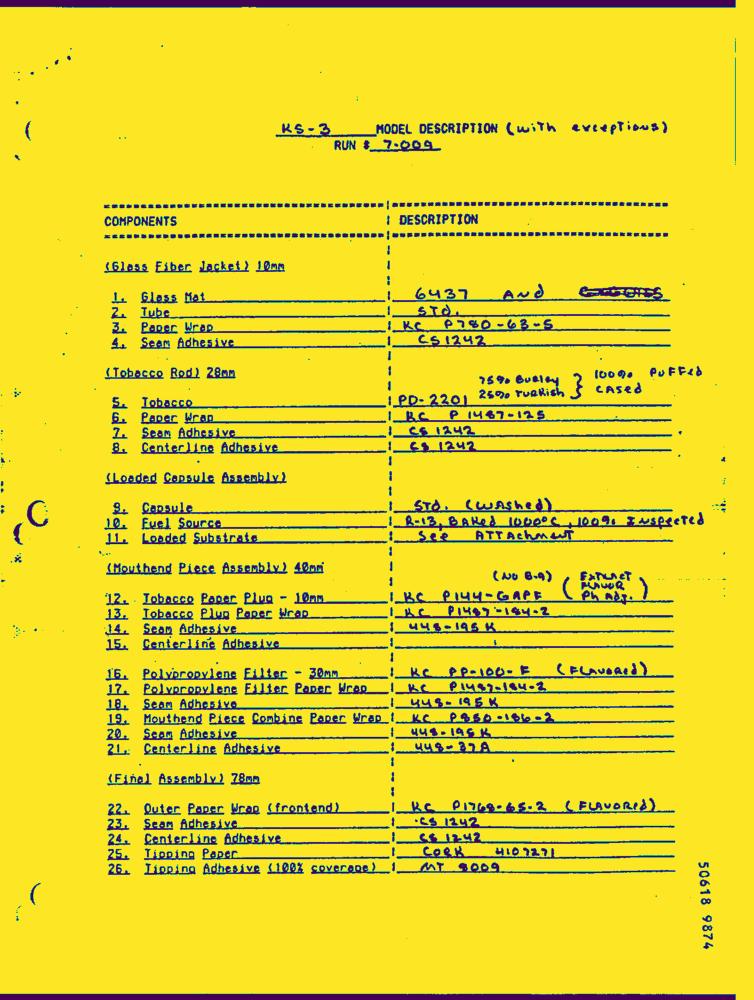 KS-3 MODEL DESCRIPTION (with exceptions)
RUN # 7-009
COMPONENTS DESCRIPTION
(Glass Fiber Jacket) 10mm
1. Glass Mat 6437 AND
2. Tube STD.
3. Paper Wrap KC P780-63-5
4. Seam Adhesive CS 1242
(Tobacco Rod) 28mm
75% Burley } 100% PUFFed
25% TURKish } CASed
5. Tobacco PD-2201
6. Paper Wrap KC P 1487-125
7. Seam Adhesive CS 1242
8. Centerline Adhesive CS 1242
(Loaded Capsule Assembly)
9. Capsule STD. (WASHed)
10. Fuel Source R-13, BAKed 1000°C, 100% INspecTed
11. Loaded Substrate See ATTAchmeNT
(Mouthend Piece Assembly) 40mm
(NO B.4) (EXTRACT
FLAVOR
12. Tobacco Paper Plug - 10mm KC P144-GAPF Ph Adj.)
13. Tobacco Plug Paper Wrap KC P1487-184-2
14. Seam Adhesive 448-195K
15. Centerline Adhesive
16. Polypropylene Filter - 30mm KC PP-100-F (FLAVORed)
17. Polypropylene Filter Paper Wrap KC P1487-184-2
18. Seam Adhesive 448-195K
19. Mouthend Piece Combine Paper Wrap KC P850-186-2
20. Seam Adhesive 448-195K
21. Centerline Adhesive 448-37A
(Final Assembly) 78mm
22. Outer Paper Wrap (frontend) KC P1768-65-2 (FLAVORed)
23. Seam Adhesive CS 1242
24. Centerline Adhesive CS 1242
25. Tipping Paper CORK 4107271
26. Tipping Adhesive (100% coverage) MT 8009
50618 9874